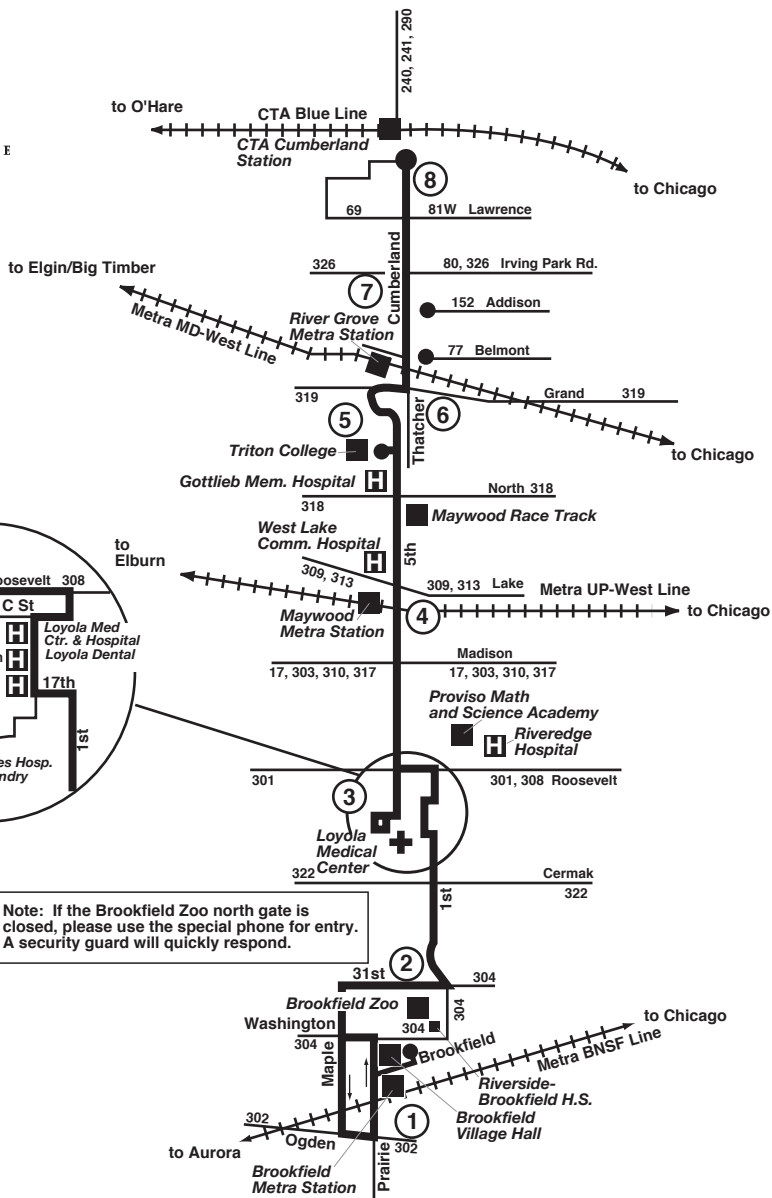 240, 241, 290
to O'Hare
CTA Blue Line
CTA Cumberland
Station
E
to Chicago
8
69
81W Lawrence
Cumberland
to Elgin/Big Timber
326
80, 326 Irving Park Rd.
7
152 Addison
River Grove
Metra Station
Metra MD-West Line
77 Belmont
319
Grand 319
5
6
Thatcher
Triton College
to Chicago
Gottlieb Mem. Hospital
H
North 318
318
Maywood Race Track
West Lake
Comm. Hospital
H
5th
to
Elburn
309, 313
309, 313 Lake
Metra UP-West Line
to Chicago
Maywood
Metra Station
4
oosevelt 308
C St
H
H
H
Loyola Med
Ctr. & Hospital
Loyola Dental
17th
1st
es Hosp.
ndry
Madison
17, 303, 310, 317
17, 303, 310, 317
Proviso Math
and Science Academy
H
Riveredge
Hospital
301
301, 308 Roosevelt
3
Loyola
Medical
Center
322
Cermak
322
1st
Note: If the Brookfield Zoo north gate is
closed, please use the special phone for entry.
A security guard will quickly respond.
2
31st
304
Brookfield Zoo
304
304
Washington
304
to Chicago
Maple
Brookfield
Metra BNSF Line
Riverside-
Brookfield H.S.
1
Brookfield
Village Hall
302
Ogden
302
to Aurora
Brookfield
Metra Station
Prairie